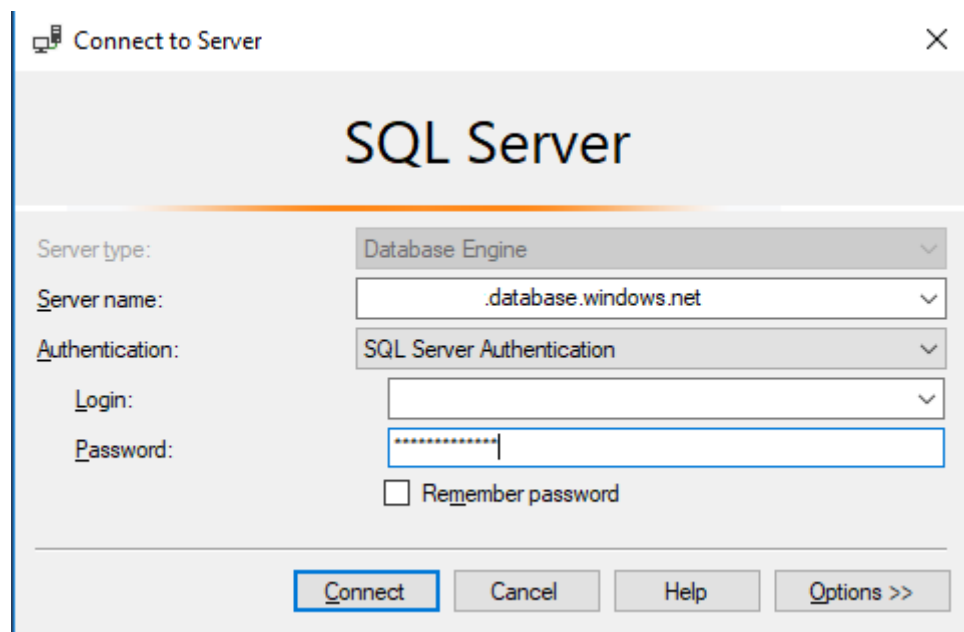 Connect to Server
SQL Server
Server type: Database Engine
Server name: .database.windows.net
Authentication: SQL Server Authentication
Login:
Password: *************
Remember password
Connect Cancel Help Options >>